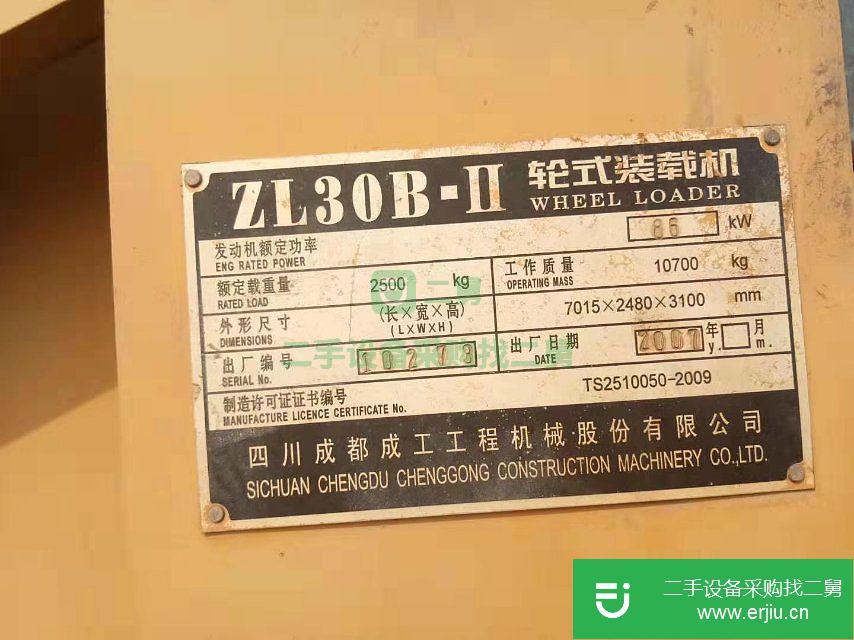 ZL30B-II 轮式装载机
WHEEL LOADER
发动机额定功率 86 kW
ENG RATED POWER
额定载重量 2500 kg 工作质量 10700 kg
RATED LOAD OPERATING MASS
外形尺寸 (长×宽×高) 7015×2480×3100 mm
DIMENSIONS (L×W×H)
出厂编号 10278 出厂日期 2007 年 月
SERIAL No. DATE y. m.
制造许可证证书编号 TS2510050-2009
MANUFACTURE LICENCE CERTIFICATE No.
四川成都成工工程机械股份有限公司
SICHUAN CHENGDU CHENGGONG CONSTRUCTION MACHINERY CO.,LTD.
二舅
二手设备采购找二舅
二手设备采购找二舅
www.erjiu.cn